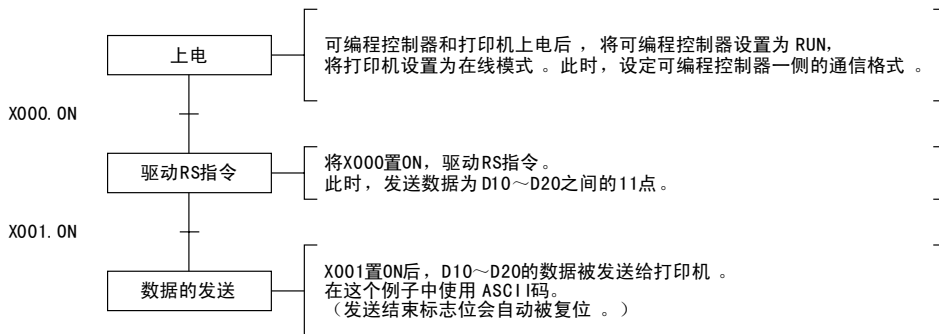 上电
可编程控制器和打印机上电后 ，将可编程控制器设置为 RUN,
将打印机设置为在线模式 。此时，设定可编程控制器一侧的通信格式 。
X000. ON
驱动RS指令
将X000置ON，驱动RS指令。
此时，发送数据为D10～D20之间的11点。
X001. ON
数据的发送
X001置ON后，D10～D20的数据被发送给打印机 。
在这个例子中使用 ASCII码。
（发送结束标志位会自动被复位 。）